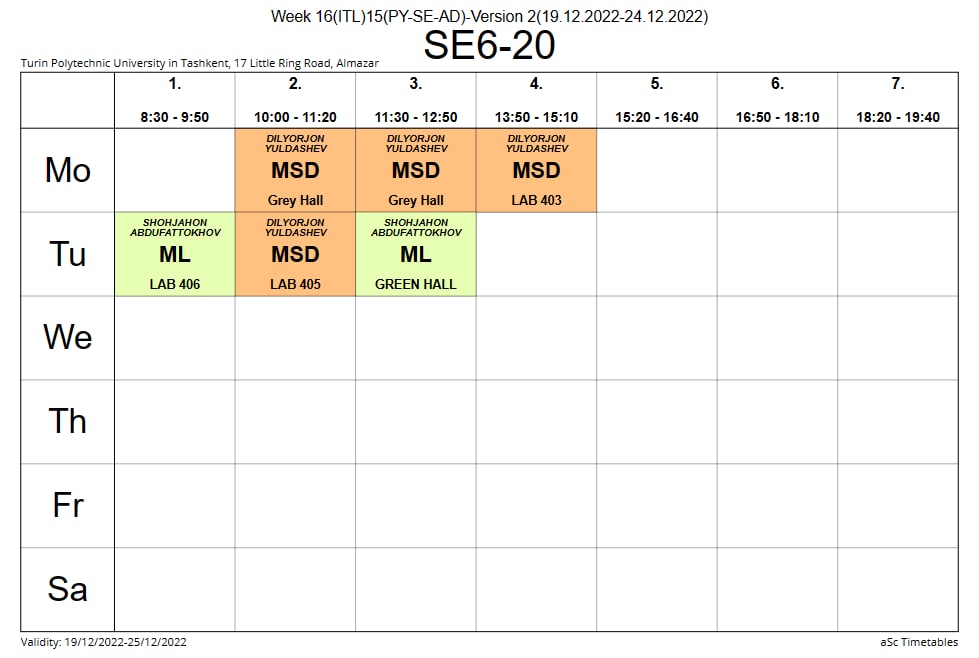 Week 16(ITL)15(PY-SE-AD)-Version 2(19.12.2022-24.12.2022)
SE6-20
Turin Polytechnic University in Tashkent, 17 Little Ring Road, Almazar
1. 2. 3. 4. 5. 6. 7.
8:30 - 9:50 10:00 - 11:20 11:30 - 12:50 13:50 - 15:10 15:20 - 16:40 16:50 - 18:10 18:20 - 19:40
Mo
DILYORJON
YULDASHEV
MSD
Grey Hall
DILYORJON
YULDASHEV
MSD
Grey Hall
DILYORJON
YULDASHEV
MSD
LAB 403
Tu
SHOHJAHON
ABDUFATTOKHOV
ML
LAB 406
DILYORJON
YULDASHEV
MSD
LAB 405
SHOHJAHON
ABDUFATTOKHOV
ML
GREEN HALL
We
Th
Fr
Sa
Validity: 19/12/2022-25/12/2022
aSc Timetables